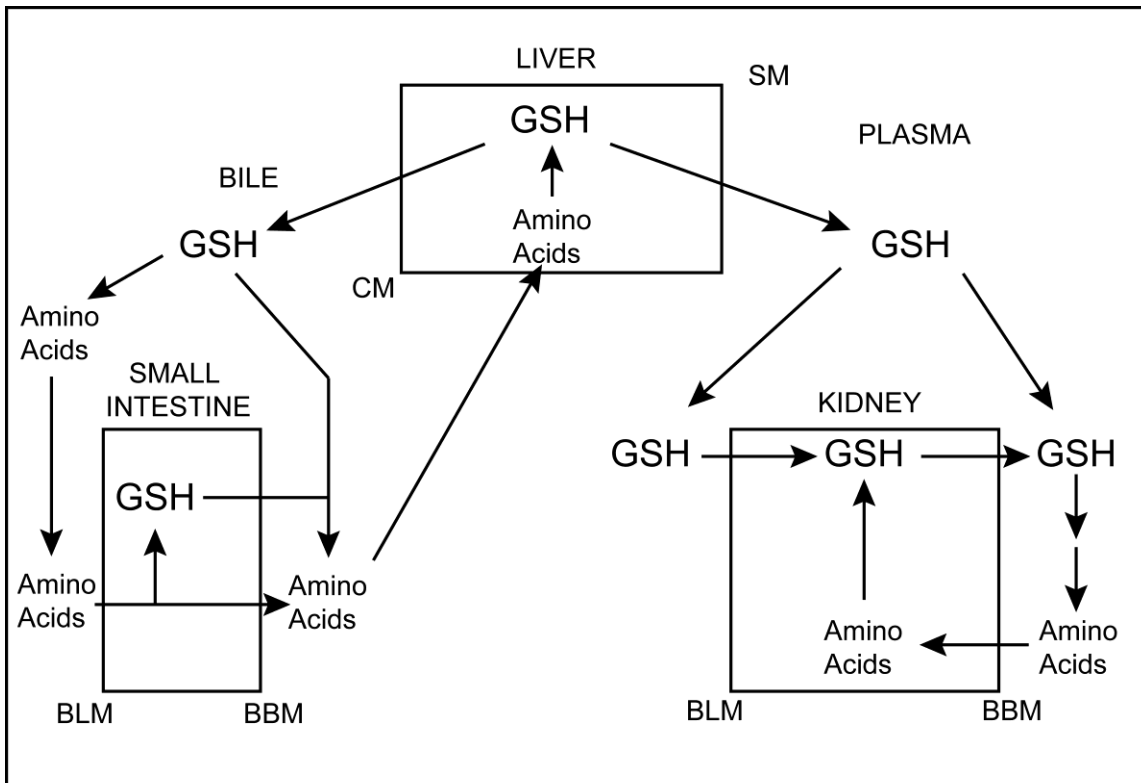 LIVER
SM
GSH
PLASMA
BILE
Amino
Acids
GSH
GSH
CM
Amino
Acids
SMALL
INTESTINE
KIDNEY
GSH
GSH
GSH
GSH
Amino
Acids
Amino
Acids
Amino
Acids
Amino
Acids
BLM
BBM
BLM
BBM